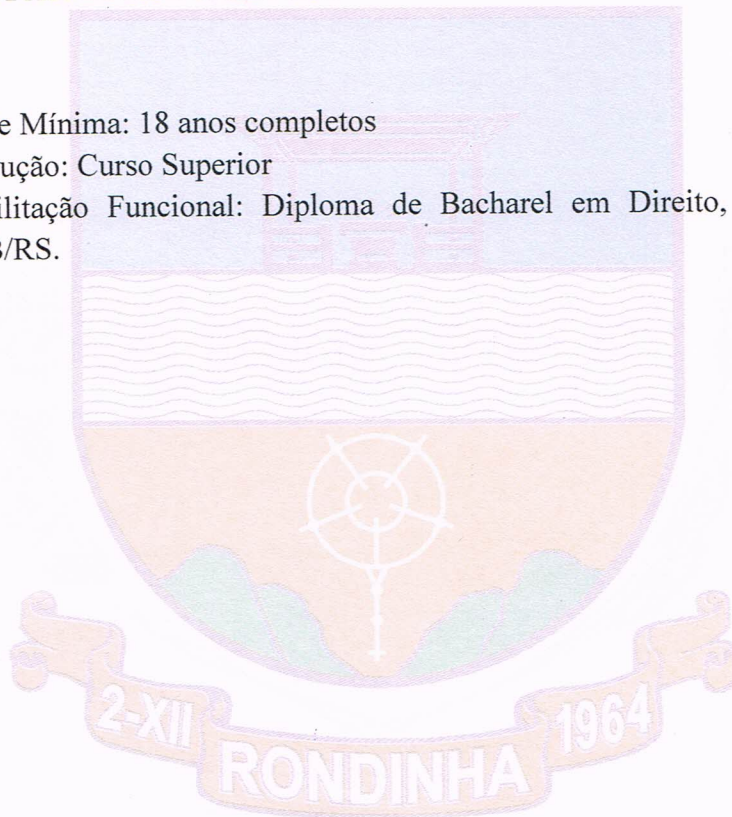 e Mínima: 18 anos completos
ução: Curso Superior
ilitação Funcional: Diploma de Bacharel em Direito,
B/RS.
2-XII
RONDINHA
1964